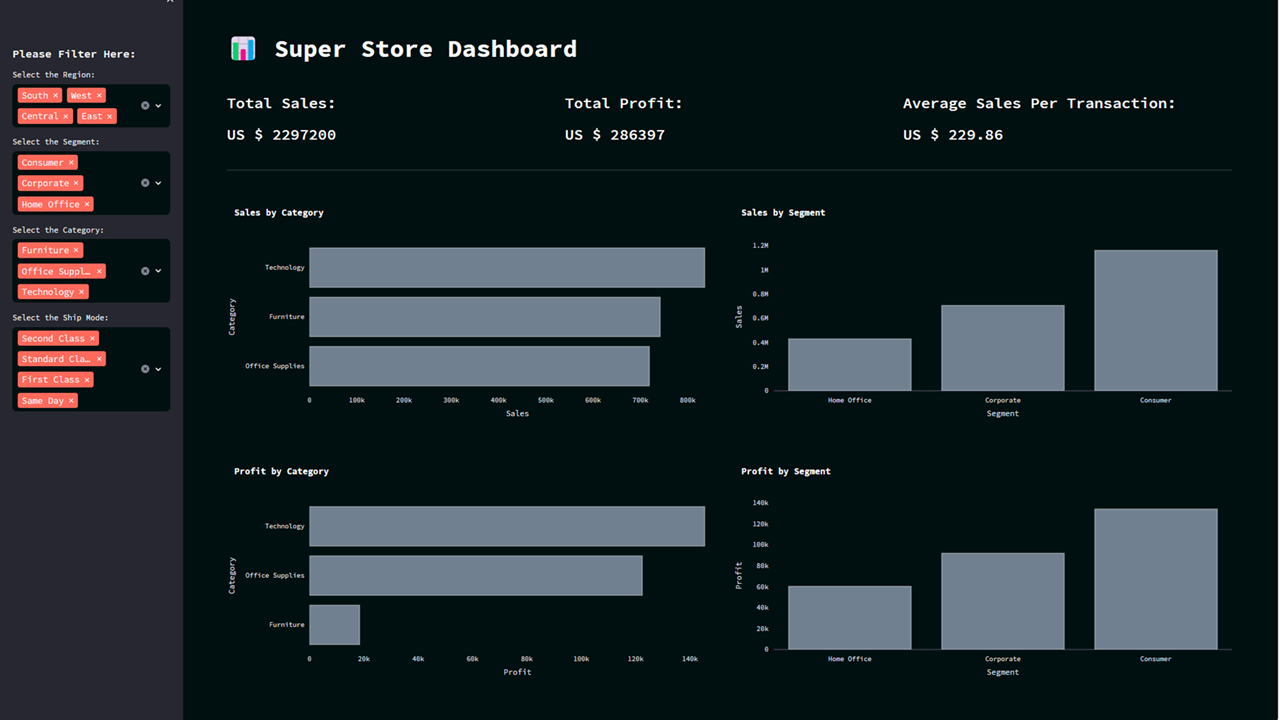 Please Filter Here:
Select the Region:
South × West ×
Central × East ×
Select the Segment:
Consumer ×
Corporate ×
Home Office ×
Select the Category:
Furniture ×
Office Suppl… ×
Technology ×
Select the Ship Mode:
Second Class ×
Standard Cla… ×
First Class ×
Same Day ×
Super Store Dashboard
Total Sales:
US $ 2297200
Total Profit:
US $ 286397
Average Sales Per Transaction:
US $ 229.86
Sales by Category
Category
Technology
Furniture
Office Supplies
0 100k 200k 300k 400k 500k 600k 700k 800k
Sales
Sales by Segment
Sales
1.2M
1M
0.8M
0.6M
0.4M
0.2M
0
Home Office Corporate Consumer
Segment
Profit by Category
Category
Technology
Office Supplies
Furniture
0 20k 40k 60k 80k 100k 120k 140k
Profit
Profit by Segment
Profit
140k
120k
100k
80k
60k
40k
20k
0
Home Office Corporate Consumer
Segment